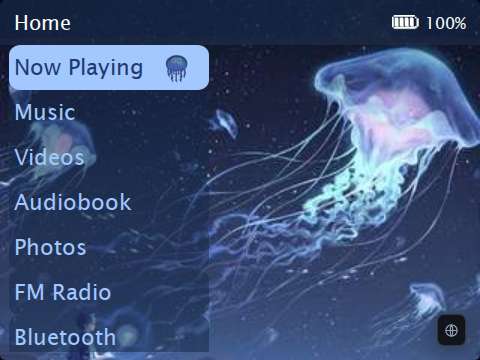 Home
100%
Now Playing
Music
Videos
Audiobook
Photos
FM Radio
Bluetooth